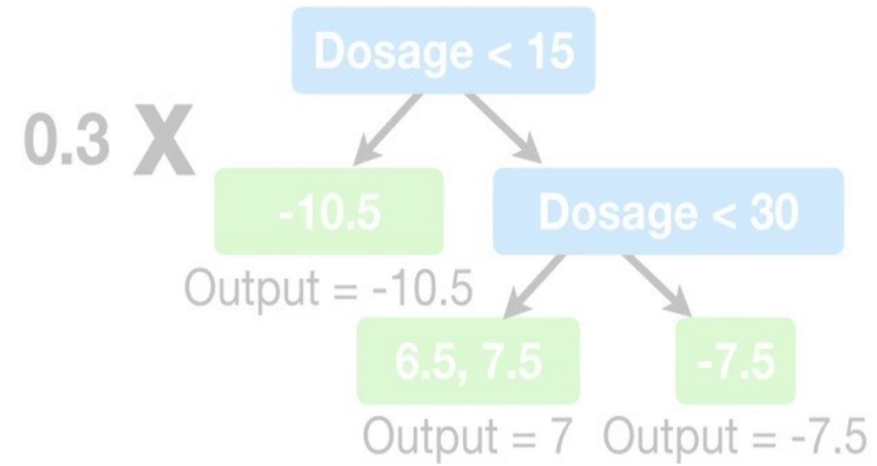 Dosage < 15
0.3 X
-10.5
Dosage < 30
Output = -10.5
6.5, 7.5
-7.5
Output = 7
Output = -7.5